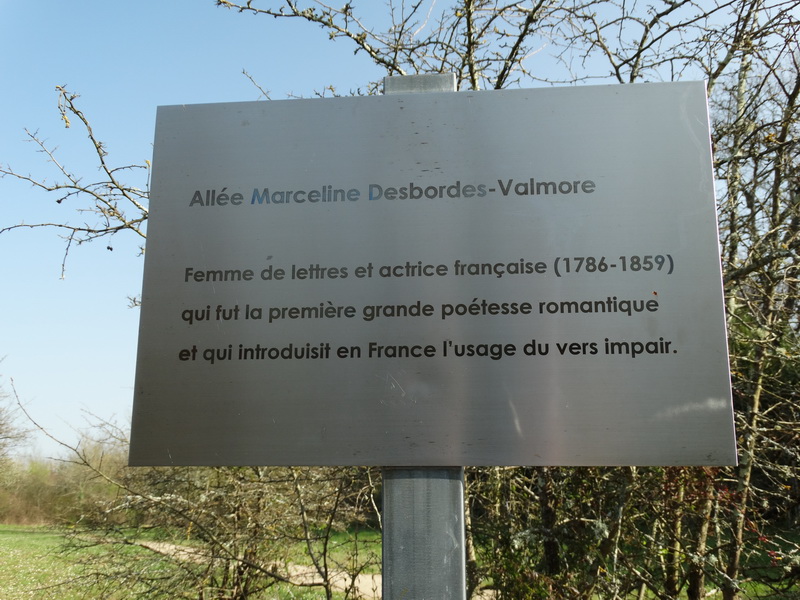 Allée Marceline Desbordes-Valmore
Femme de lettres et actrice française (1786-1859)
qui fut la première grande poétesse romantique
et qui introduisit en France l'usage du vers impair.